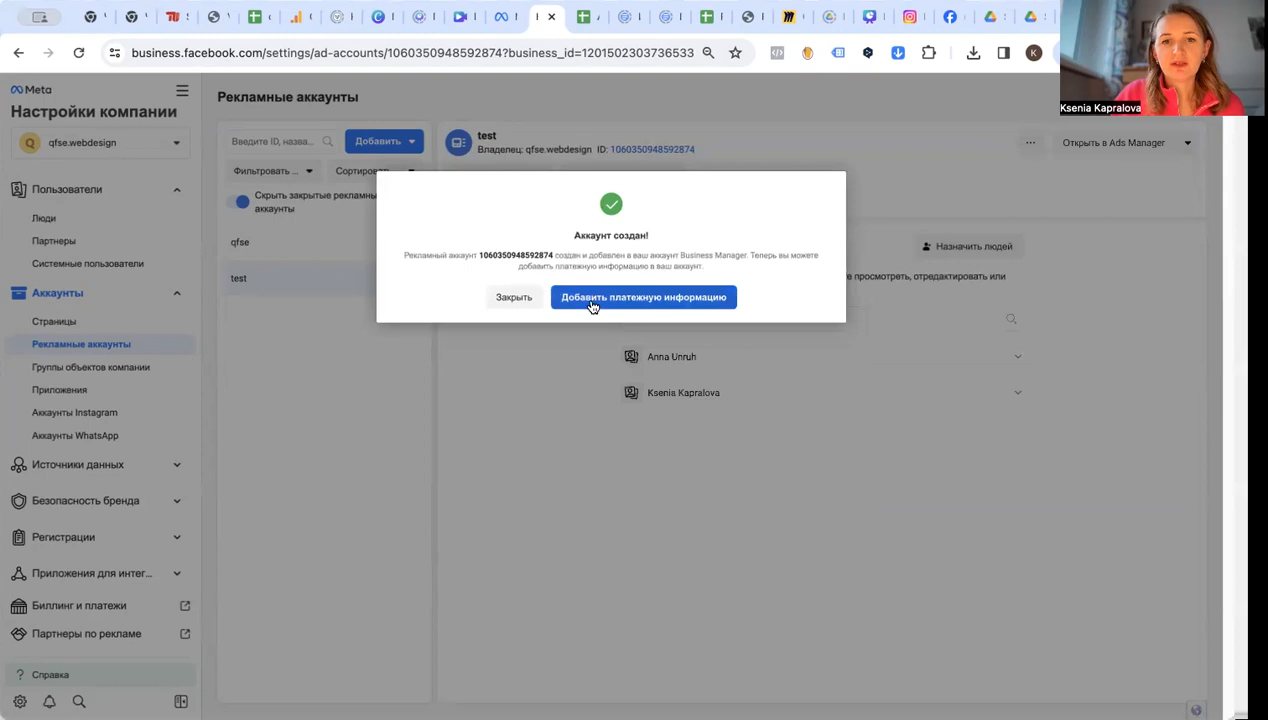 business.facebook.com/settings/ad-accounts/1060350948592874?business_id=1201502303736533
Ksenia Kapralova
Meta
Настройки компании
qfse.webdesign
Пользователи
Люди
Партнеры
Системные пользователи
Аккаунты
Страницы
Рекламные аккаунты
Группы объектов компании
Приложения
Аккаунты Instagram
Аккаунты WhatsApp
Источники данных
Безопасность бренда
Регистрации
Приложения для интег...
Биллинг и платежи
Партнеры по рекламе
? Справка
Рекламные аккаунты
Введите ID, назва...
Добавить
Фильтровать ...
Скрыть закрытые рекламны
аккаунты
qfse
test
test
Владелец: qfse.webdesign ID: 1060350948592874
...
Открыть в Ads Manager
Назначить людей
е просмотреть, отредактировать или
Anna Unruh
Ksenia Kapralova
Аккаунт создан!
Рекламный аккаунт 1060350948592874 создан и добавлен в ваш аккаунт Business Manager. Теперь вы можете
добавить платежную информацию в ваш аккаунт.
Закрыть
Добавить платежную информацию